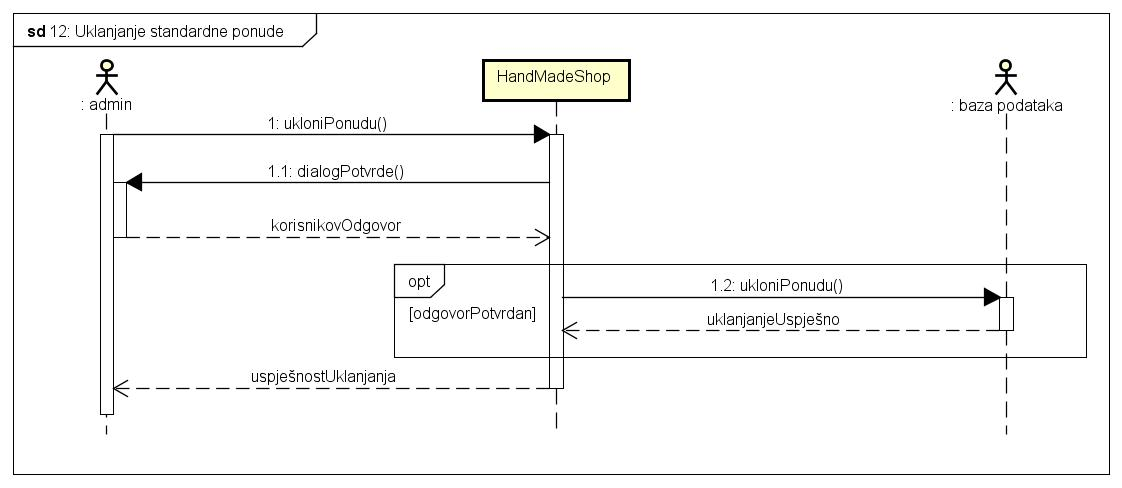 sd 12: Uklanjanje standardne ponude
HandMadeShop
: admin
: baza podataka
1: ukloniPonudu()
1.1: dialogPotvrde()
korisnikovOdgovor
opt
1.2: ukloniPonudu()
[odgovorPotvrdan]
uklanjanjeUspješno
uspješnostUklanjanja